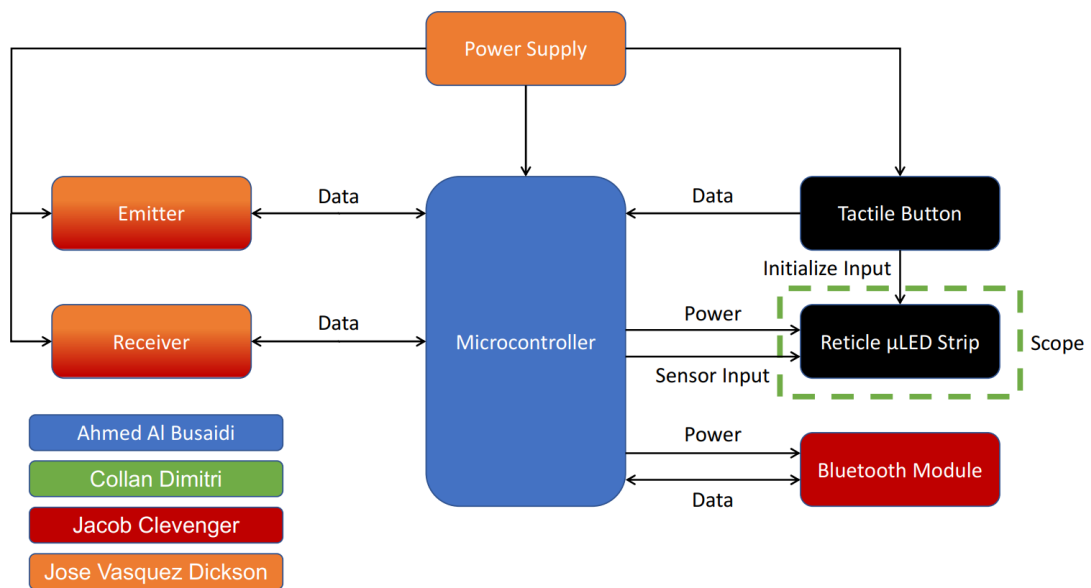 Power Supply
Emitter
Data
Data
Tactile Button
Initialize Input
Receiver
Data
Microcontroller
Power
Reticle µLED Strip
Scope
Sensor Input
Ahmed Al Busaidi
Power
Collan Dimitri
Bluetooth Module
Data
Jacob Clevenger
Jose Vasquez Dickson